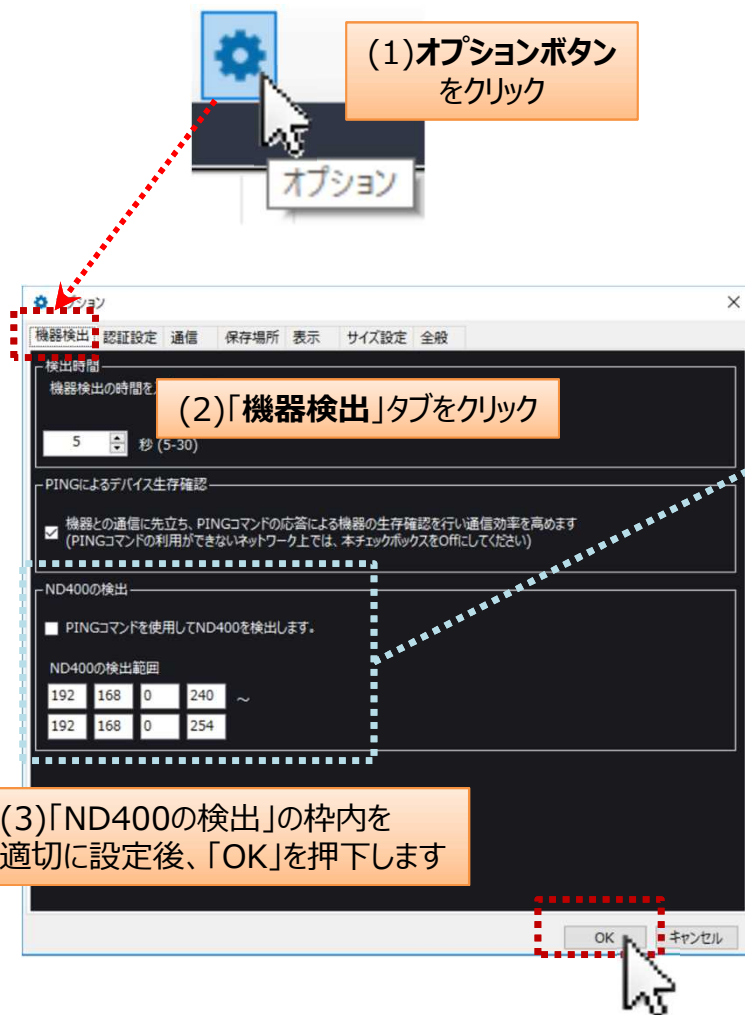 (1)オプションボタン
をクリック
オプション
オプション
機器検出 認証設定 通信 保存場所 表示 サイズ設定 全般
検出時間
機器検出の時間を
(2)「機器検出」タブをクリック
5 秒 (5-30)
PINGによるデバイス生存確認
機器との通信に先立ち、PINGコマンドの応答による機器の生存確認を行い通信効率を高めます
(PINGコマンドの利用ができないネットワーク上では、本チェックボックスをOffにしてください)
ND400の検出
PINGコマンドを使用してND400を検出します。
ND400の検出範囲
192 168 0 240 ～
192 168 0 254
(3)「ND400の検出」の枠内を
適切に設定後、「OK」を押下します
OK キャンセル